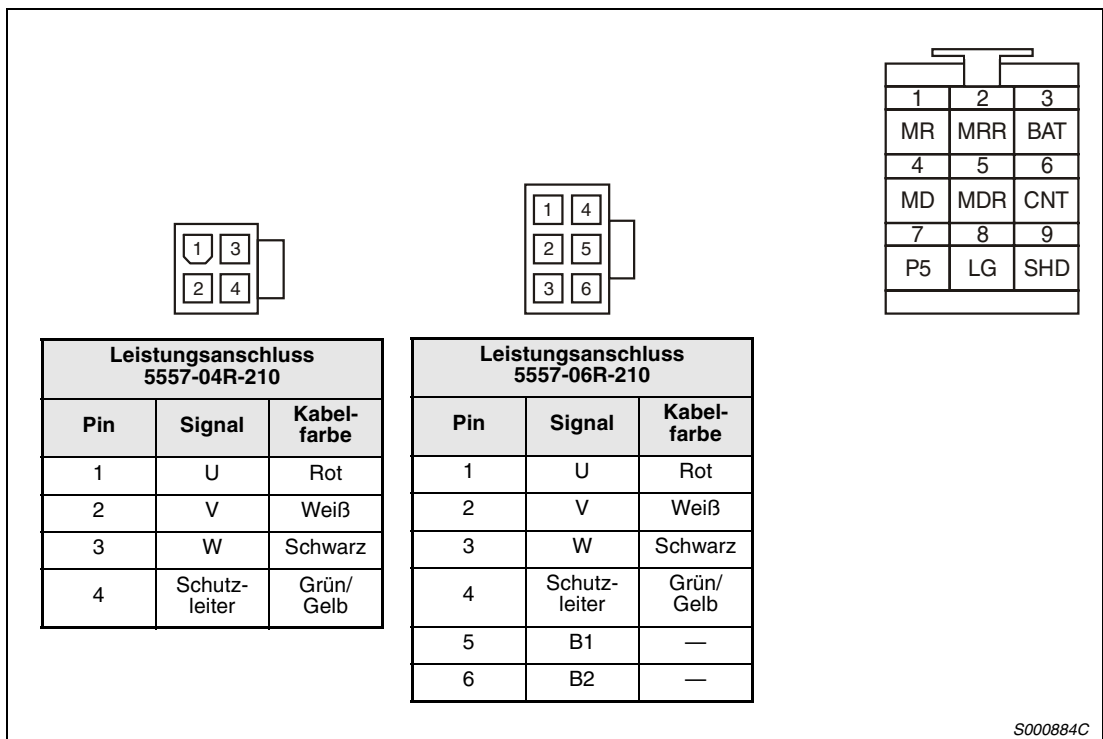 1 2 3
MR MRR BAT
4 5 6
MD MDR CNT
7 8 9
P5 LG SHD
1 3
2 4
1 4
2 5
3 6
Leistungsanschluss
5557-04R-210
Pin Signal Kabel-
farbe
1 U Rot
2 V Weiß
3 W Schwarz
4 Schutz-
leiter Grün/
Gelb
Leistungsanschluss
5557-06R-210
Pin Signal Kabel-
farbe
1 U Rot
2 V Weiß
3 W Schwarz
4 Schutz-
leiter Grün/
Gelb
5 B1 —
6 B2 —
S000884C